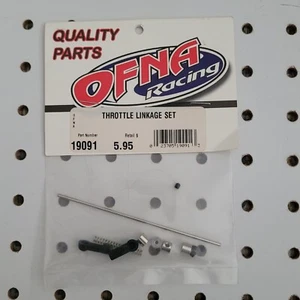 QUALITY
PARTS
OFNA
Racing
THROTTLE LINKAGE SET
Part Number
Retail $
19091
5.95